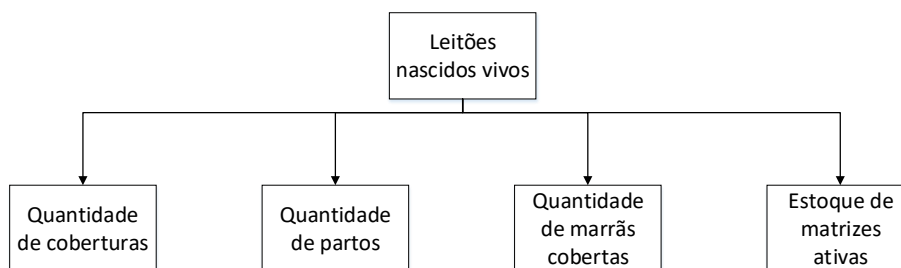 Leitões
nascidos vivos
Quantidade
de coberturas
Quantidade
de partos
Quantidade
de marrãs
cobertas
Estoque de
matrizes
ativas